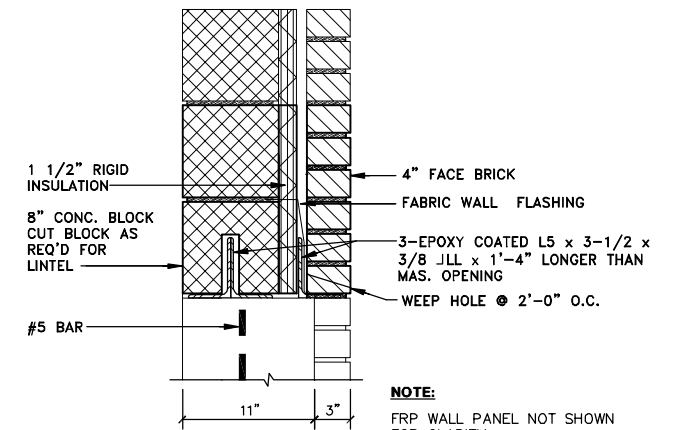 1 1/2" RIGID
INSULATION
8" CONC. BLOCK
CUT BLOCK AS
REQ'D FOR
LINTEL
#5 BAR
4" FACE BRICK
FABRIC WALL FLASHING
3-EPOXY COATED L5 x 3-1/2 x
3/8 LL x 1'-4" LONGER THAN
MAS. OPENING
WEEP HOLE @ 2'-0" O.C.
11"
3"
NOTE:
FRP WALL PANEL NOT SHOWN